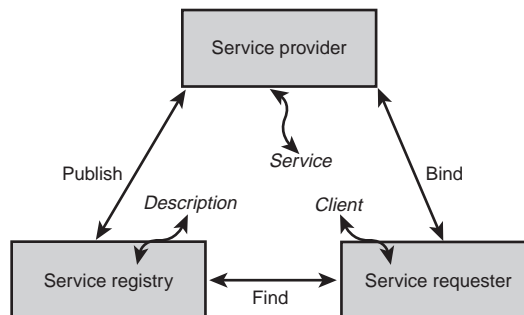 Service provider
Service
Publish
Bind
Description
Client
Service registry
Service requester
Find